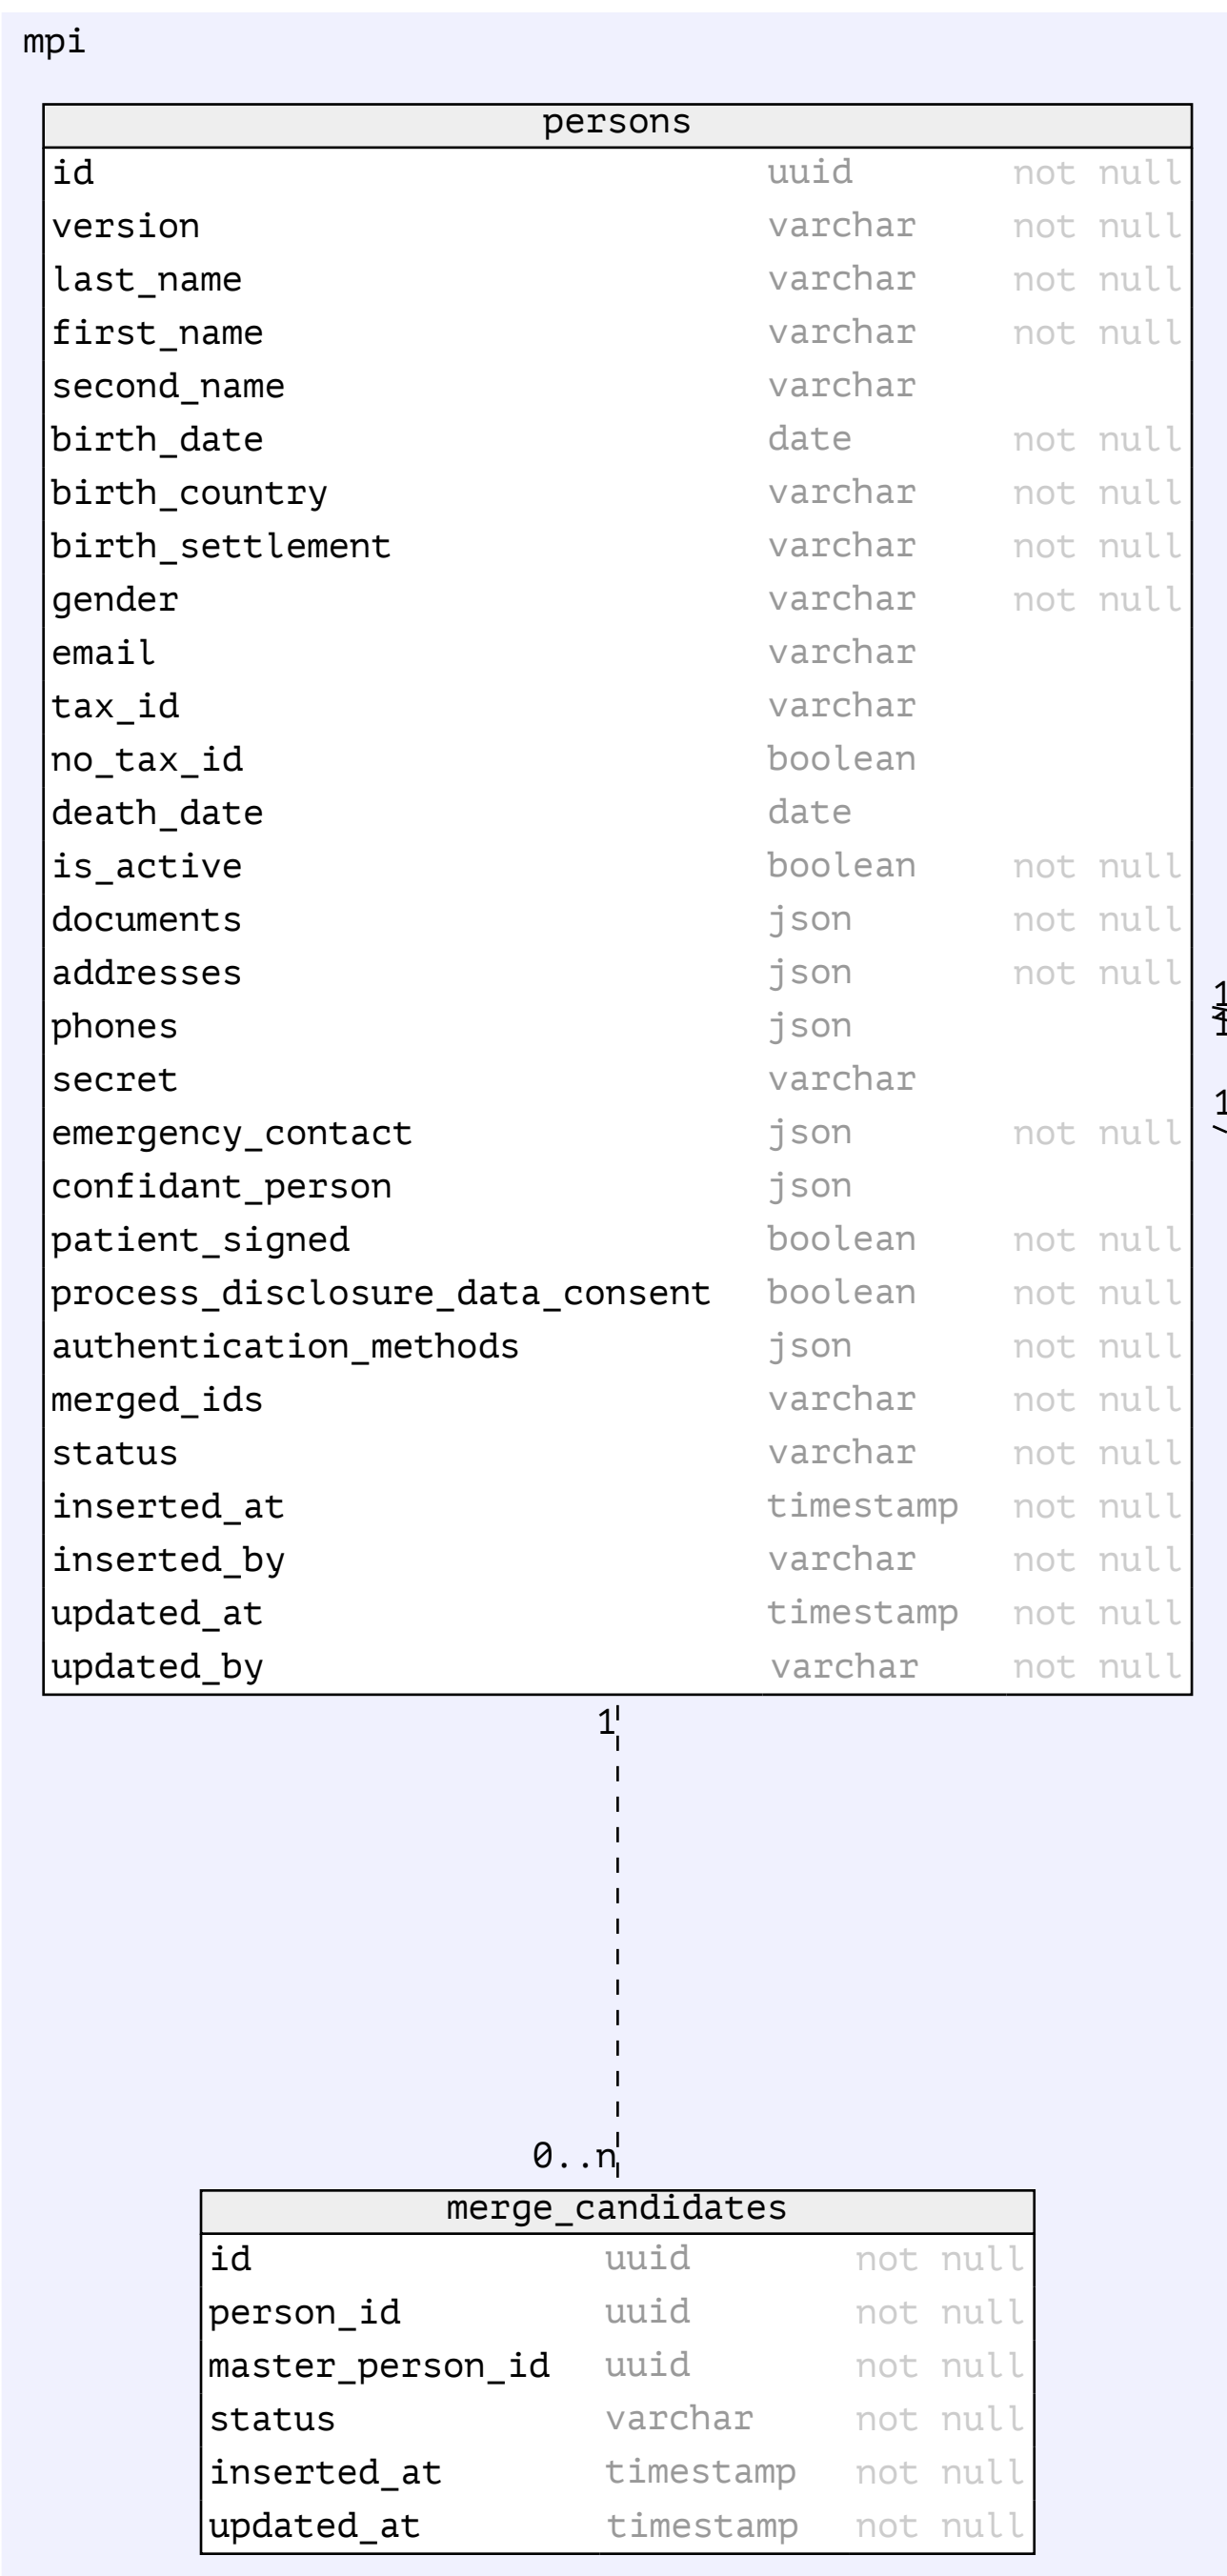 mpi
persons
id uuid not null
version varchar not null
last_name varchar not null
first_name varchar not null
second_name varchar
birth_date date not null
birth_country varchar not null
birth_settlement varchar not null
gender varchar not null
email varchar
tax_id varchar
no_tax_id boolean
death_date date
is_active boolean not null
documents json not null
addresses json not null
1
phones json
1
secret varchar
1
emergency_contact json not null
confidant_person json
patient_signed boolean not null
process_disclosure_data_consent boolean not null
authentication_methods json not null
merged_ids varchar not null
status varchar not null
inserted_at timestamp not null
inserted_by varchar not null
updated_at timestamp not null
updated_by varchar not null
1
0..n
merge_candidates
id uuid not null
person_id uuid not null
master_person_id uuid not null
status varchar not null
inserted_at timestamp not null
updated_at timestamp not null